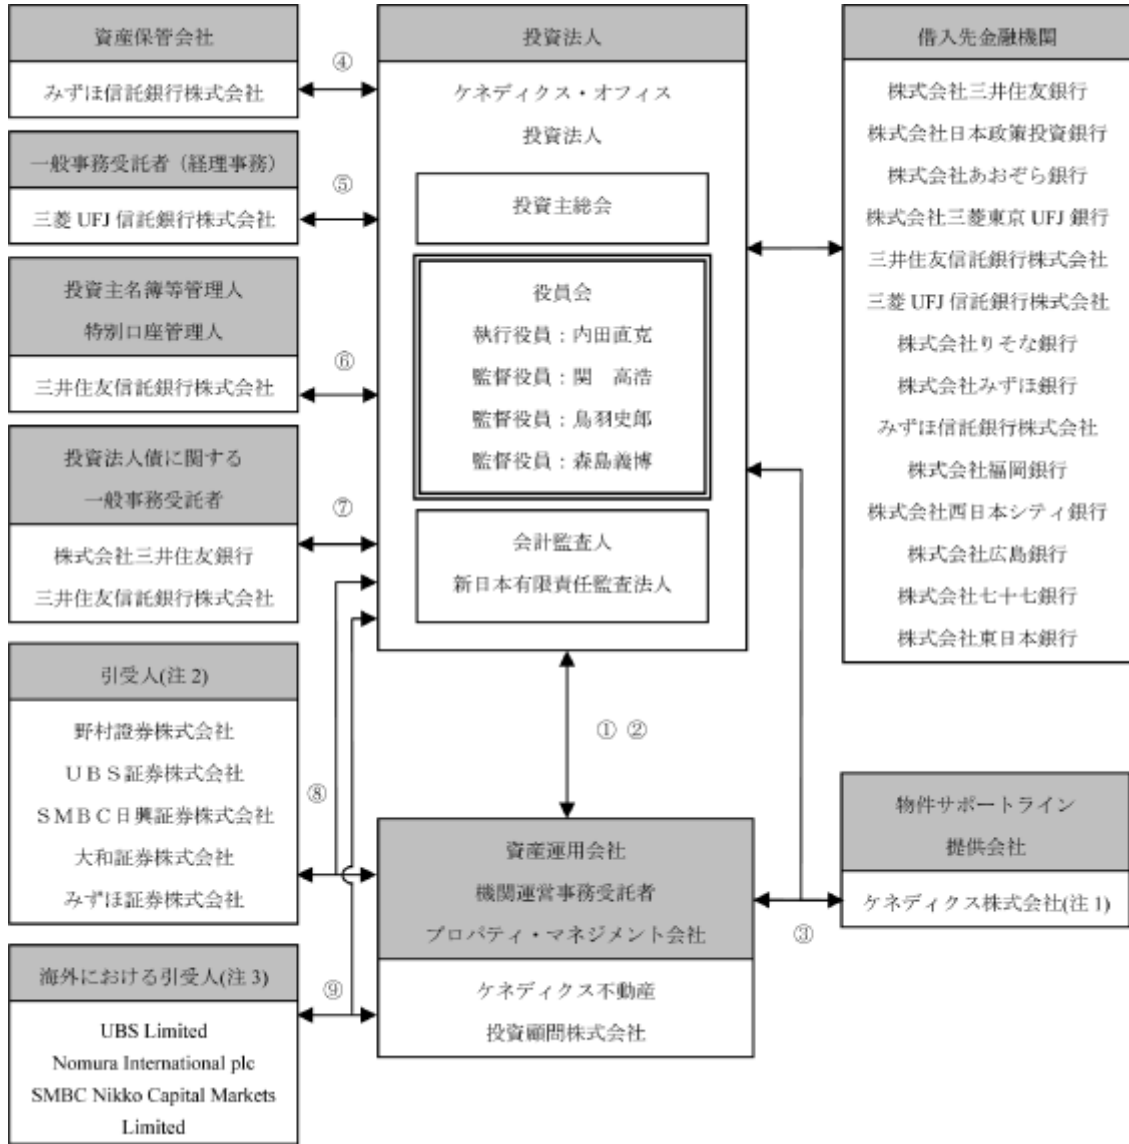 資産保管会社
みずほ信託銀行株式会社
④
一般事務受託者（経理事務）
三菱 UFJ 信託銀行株式会社
⑤
投資主名簿等管理人
特別口座管理人
三井住友信託銀行株式会社
⑥
投資法人債に関する
一般事務受託者
株式会社三井住友銀行
三井住友信託銀行株式会社
⑦
引受人(注 2)
野村證券株式会社
ＵＢＳ証券株式会社
ＳＭＢＣ日興証券株式会社
大和証券株式会社
みずほ証券株式会社
⑧
海外における引受人(注 3)
UBS Limited
Nomura International plc
SMBC Nikko Capital Markets
Limited
⑨
投資法人
ケネディクス・オフィス
投資法人
投資主総会
役員会
執行役員：内田直克
監督役員：関　高浩
監督役員：鳥羽史郎
監督役員：森島義博
会計監査人
新日本有限責任監査法人
① ②
資産運用会社
機関運営事務受託者
プロパティ・マネジメント会社
ケネディクス不動産
投資顧問株式会社
借入先金融機関
株式会社三井住友銀行
株式会社日本政策投資銀行
株式会社あおぞら銀行
株式会社三菱東京 UFJ 銀行
三井住友信託銀行株式会社
三菱 UFJ 信託銀行株式会社
株式会社りそな銀行
株式会社みずほ銀行
みずほ信託銀行株式会社
株式会社福岡銀行
株式会社西日本シティ銀行
株式会社広島銀行
株式会社七十七銀行
株式会社東日本銀行
物件サポートライン
提供会社
ケネディクス株式会社(注 1)
③